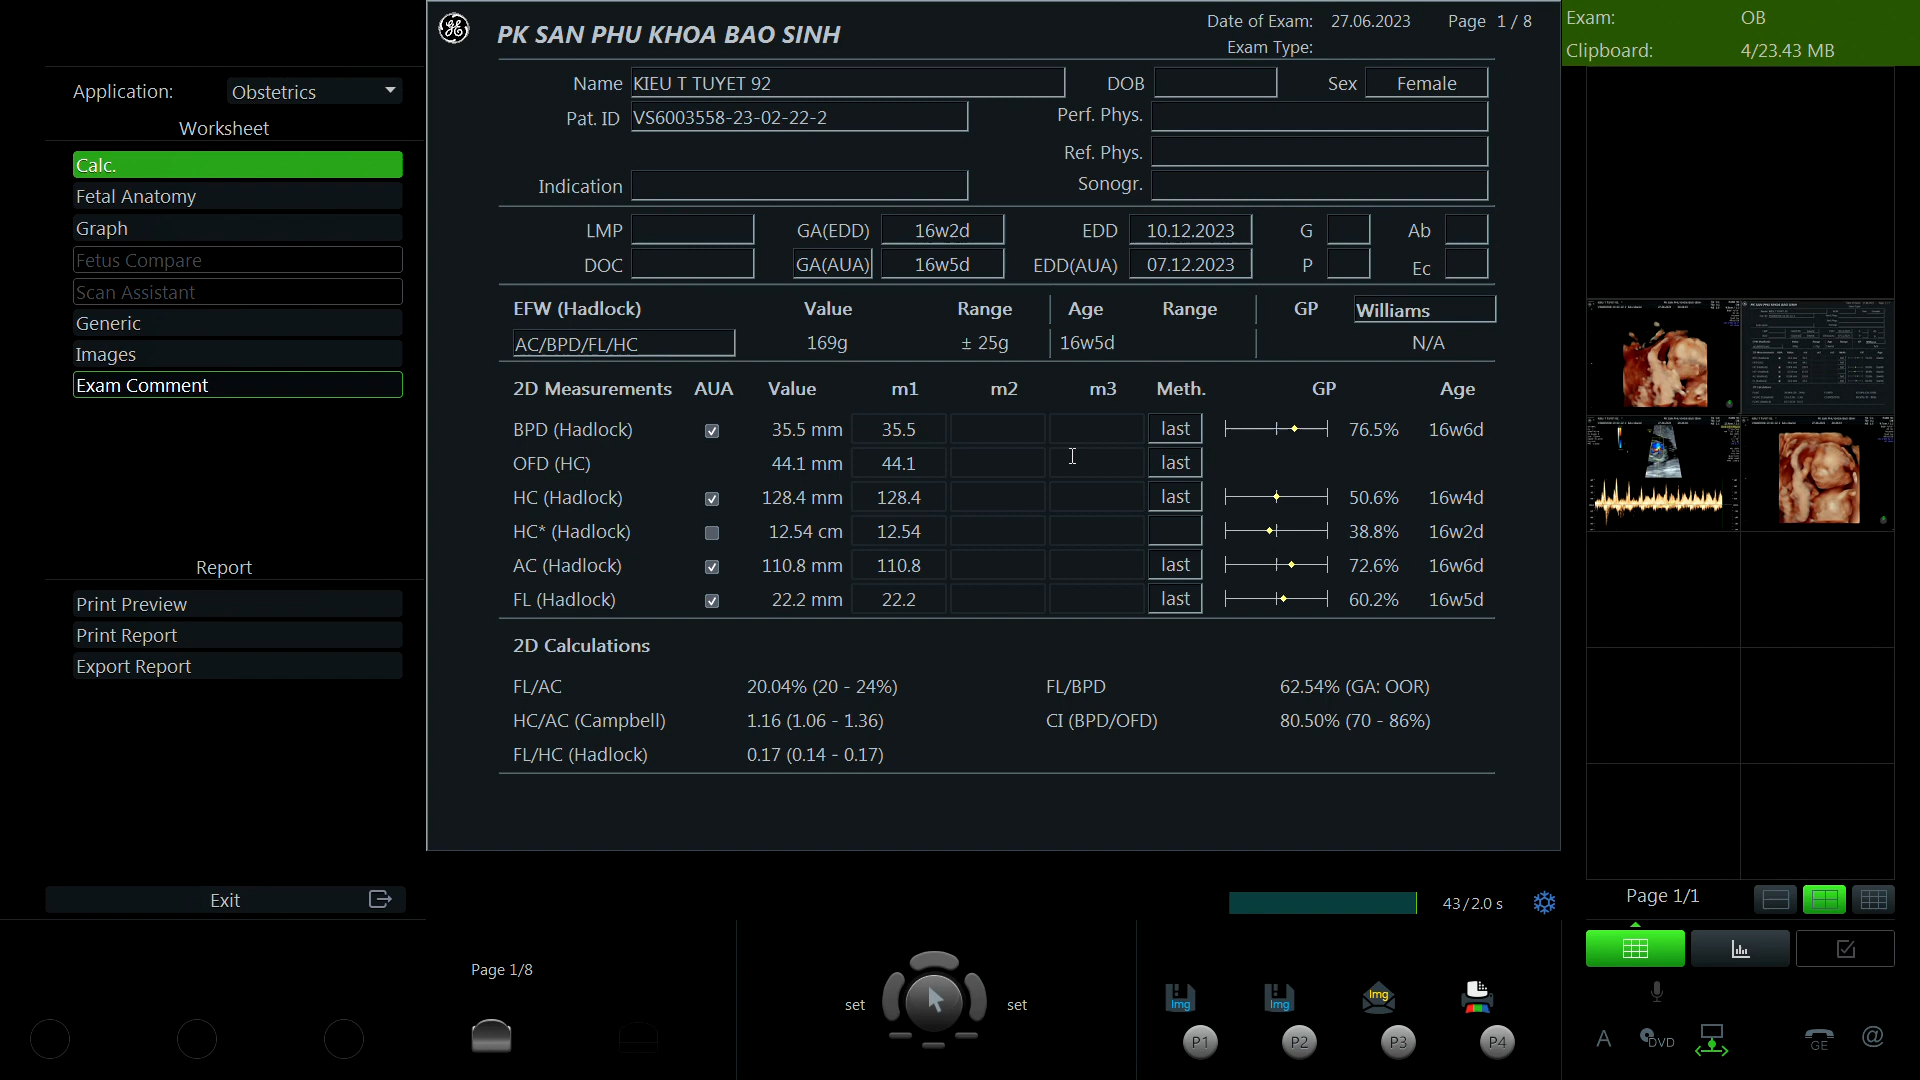 Application: Obstetrics
Worksheet
Calc.
Fetal Anatomy
Graph
Fetus Compare
Scan Assistant
Generic
Images
Exam Comment
Report
Print Preview
Print Report
Export Report
Exit
PK SAN PHU KHOA BAO SINH
Date of Exam: 27.06.2023 Page 1 / 8
Exam Type:
Name KIEU T TUYET 92 DOB Sex Female
Pat. ID VS6003558-23-02-22-2 Perf. Phys.
Ref. Phys.
Indication Sonogr.
LMP GA(EDD) 16w2d EDD 10.12.2023 G Ab
DOC GA(AUA) 16w5d EDD(AUA) 07.12.2023 P Ec
EFW (Hadlock) Value Range Age Range GP Williams
AC/BPD/FL/HC 169g ± 25g 16w5d N/A
2D Measurements AUA Value m1 m2 m3 Meth. GP Age
BPD (Hadlock) 35.5 mm 35.5 last 76.5% 16w6d
OFD (HC) 44.1 mm 44.1 last
HC (Hadlock) 128.4 mm 128.4 last 50.6% 16w4d
HC* (Hadlock) 12.54 cm 12.54 38.8% 16w2d
AC (Hadlock) 110.8 mm 110.8 last 72.6% 16w6d
FL (Hadlock) 22.2 mm 22.2 last 60.2% 16w5d
2D Calculations
FL/AC 20.04% (20 - 24%) FL/BPD 62.54% (GA: OOR)
HC/AC (Campbell) 1.16 (1.06 - 1.36) CI (BPD/OFD) 80.50% (70 - 86%)
FL/HC (Hadlock) 0.17 (0.14 - 0.17)
43/2.0 s
Page 1/8
set set
Img Img Img
P1 P2 P3 P4
Exam: OB
Clipboard: 4/23.43 MB
Page 1/1
A DVD GE @